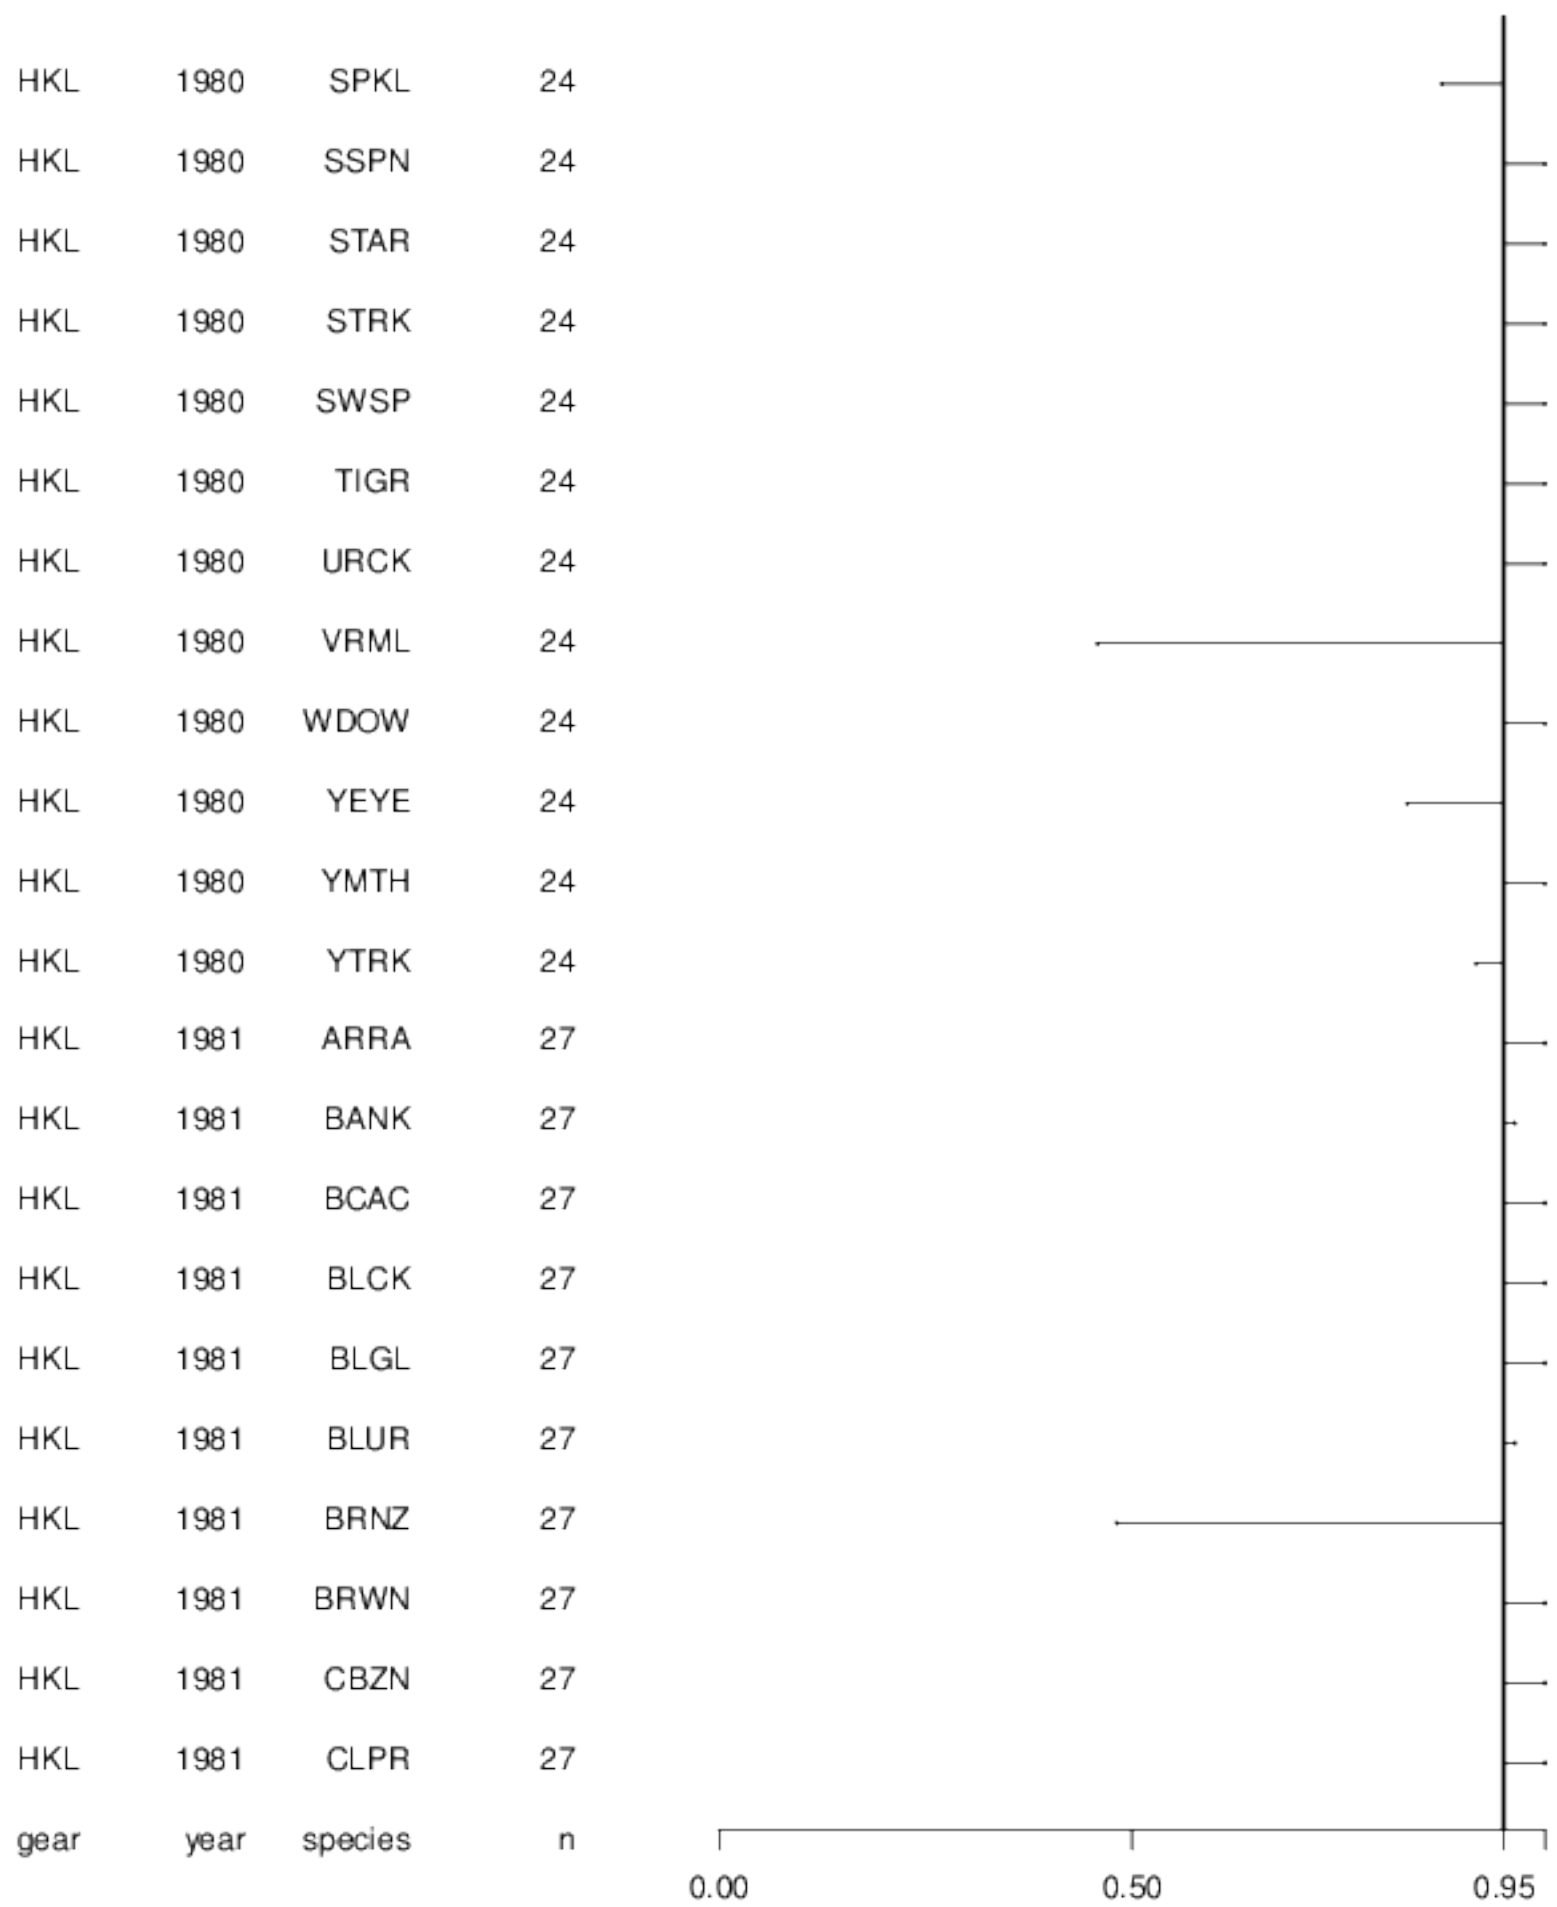 HKL 1980 SPKL 24
HKL 1980 SSPN 24
HKL 1980 STAR 24
HKL 1980 STRK 24
HKL 1980 SWSP 24
HKL 1980 TIGR 24
HKL 1980 URCK 24
HKL 1980 VRML 24
HKL 1980 WDOW 24
HKL 1980 YEYE 24
HKL 1980 YMTH 24
HKL 1980 YTRK 24
HKL 1981 ARRA 27
HKL 1981 BANK 27
HKL 1981 BCAC 27
HKL 1981 BLCK 27
HKL 1981 BLGL 27
HKL 1981 BLUR 27
HKL 1981 BRNZ 27
HKL 1981 BRWN 27
HKL 1981 CBZN 27
HKL 1981 CLPR 27
gear year species n
0.00 0.50 0.95